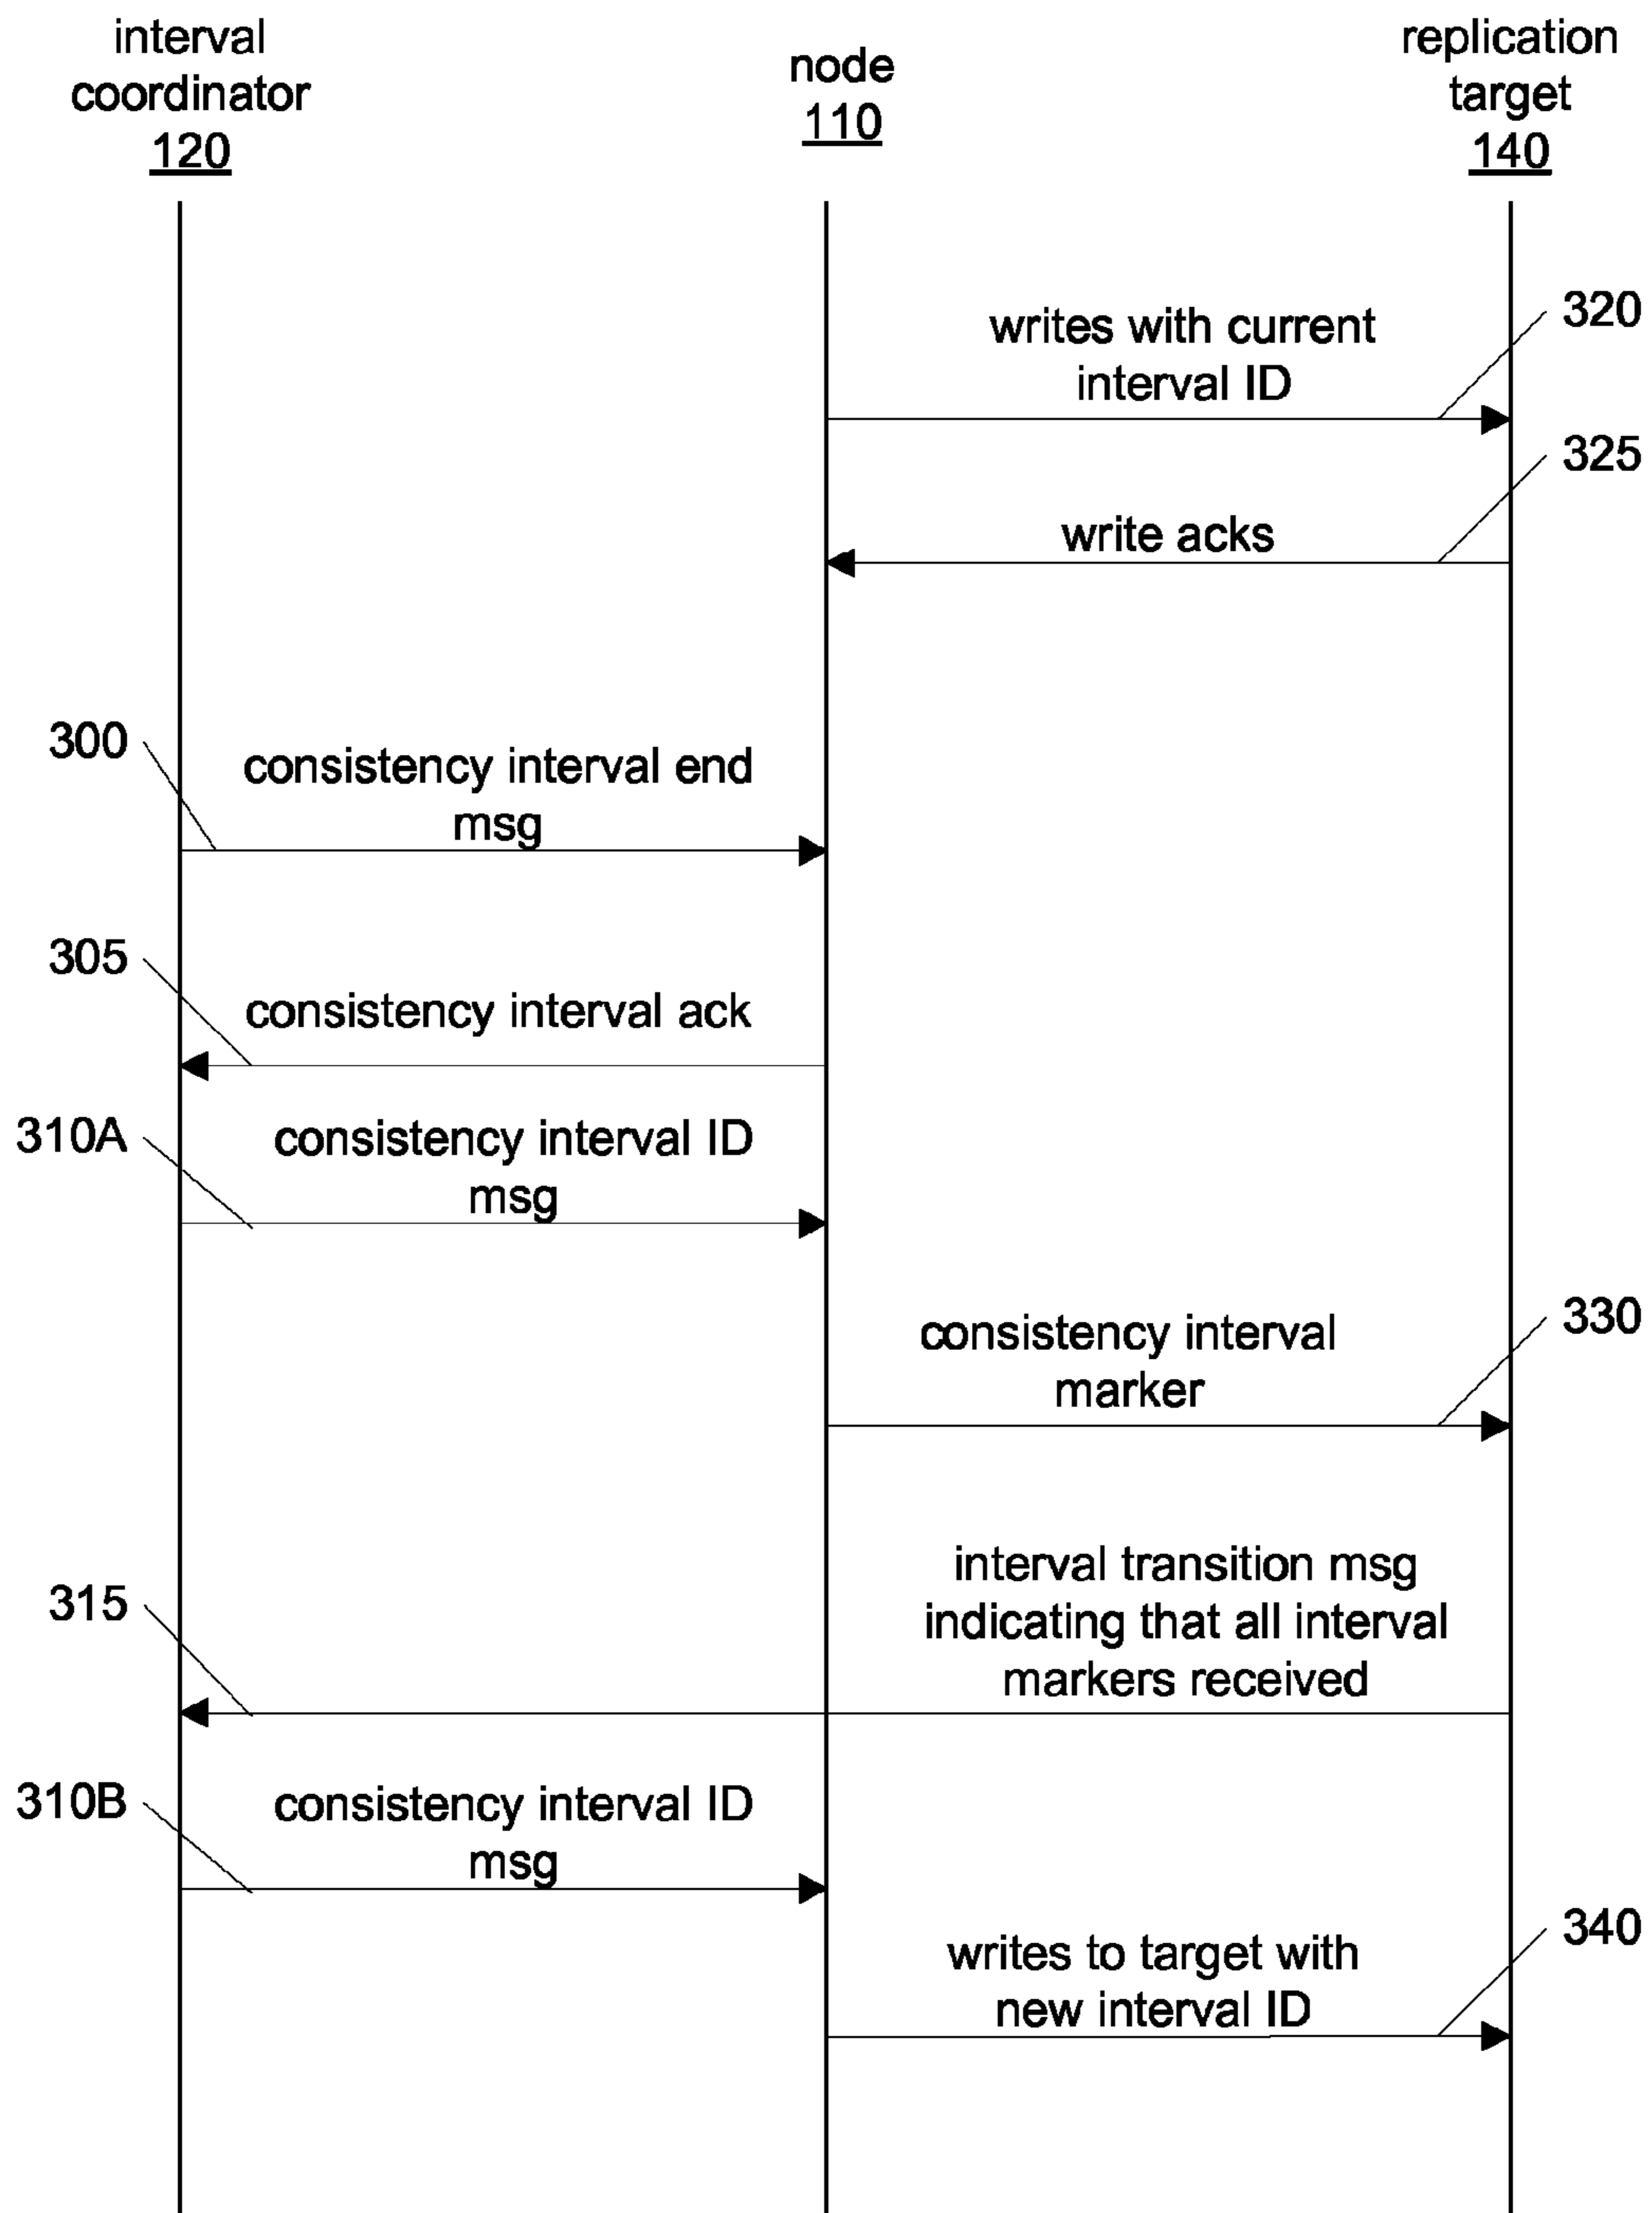 interval
coordinator
120
node
110
replication
target
140
320
writes with current
interval ID
325
write acks
300
consistency interval end
msg
305
consistency interval ack
310A
consistency interval ID
msg
330
consistency interval
marker
315
interval transition msg
indicating that all interval
markers received
310B
consistency interval ID
msg
340
writes to target with
new interval ID